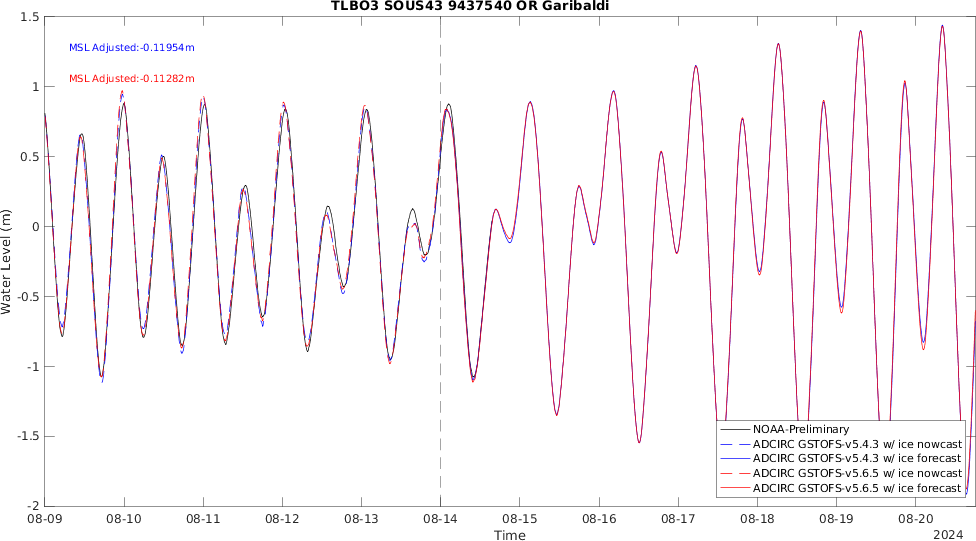 TLBO3 SOUS43 9437540 OR Garibaldi
MSL Adjusted:-0.11954m
MSL Adjusted:-0.11282m
Water Level (m)
1.5
1
0.5
0
-0.5
-1
-1.5
-2
NOAA-Preliminary
ADCIRC GSTOFS-v5.4.3 w/ ice nowcast
ADCIRC GSTOFS-v5.4.3 w/ ice forecast
ADCIRC GSTOFS-v5.6.5 w/ ice nowcast
ADCIRC GSTOFS-v5.6.5 w/ ice forecast
08-09 08-10 08-11 08-12 08-13 08-14 08-15 08-16 08-17 08-18 08-19 08-20
Time
2024